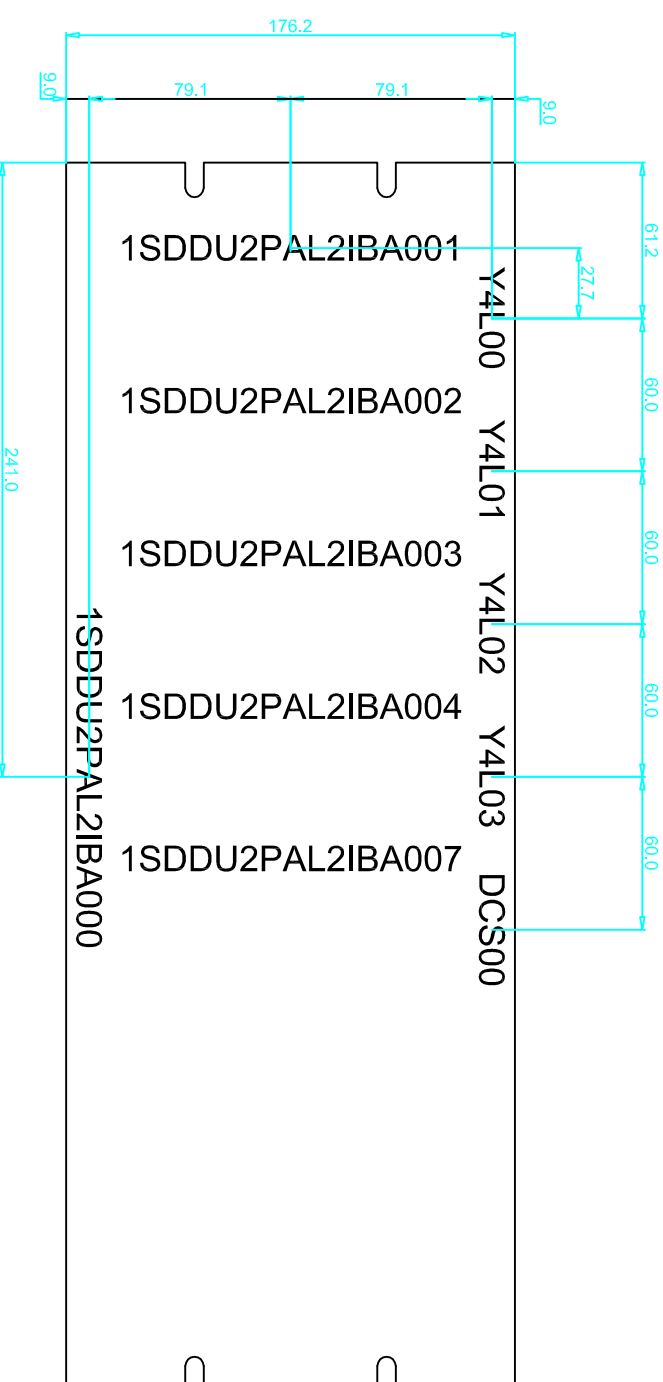 176.2
9.0
79.1
79.1
9.0
61.2
27.7
1SDDU2PAL2IBA001
Y4L00
60.0
1SDDU2PAL2IBA002
Y4L01
241.0
60.0
1SDDU2PAL2IBA003
Y4L02
60.0
1SDDU2PAL2IBA004
Y4L03
1SDDU2PAL2IBA000
60.0
1SDDU2PAL2IBA007
DCS00